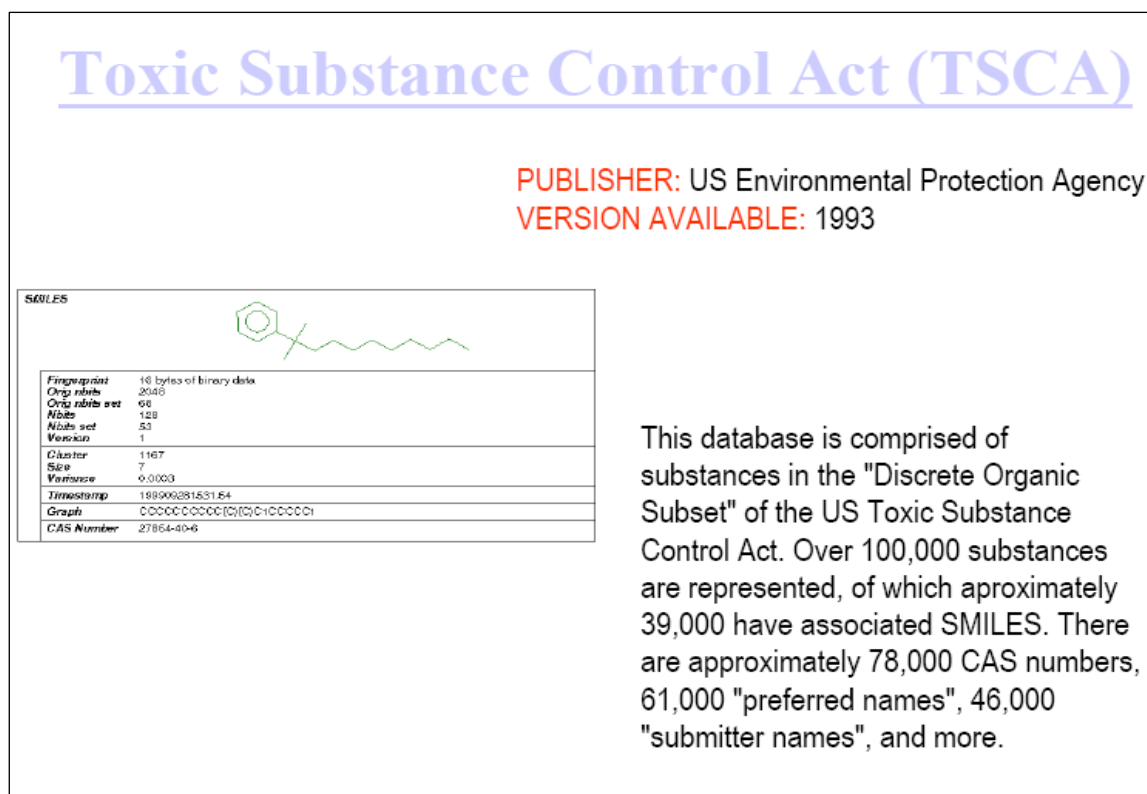 Toxic Substance Control Act (TSCA)
PUBLISHER: US Environmental Protection Agency
VERSION AVAILABLE: 1993
SMILES
Fingerprint 16 bytes of binary data
Orig nbits 2048
Orig nbits set 68
Nbits 128
Nbits set 53
Version 1
Cluster 1167
Size 7
Variance 0.0003
Timestamp
Graph
CAS Number 27854-40-6
This database is comprised of
substances in the "Discrete Organic
Subset" of the US Toxic Substance
Control Act. Over 100,000 substances
are represented, of which aproximately
39,000 have associated SMILES. There
are approximately 78,000 CAS numbers,
61,000 "preferred names", 46,000
"submitter names", and more.